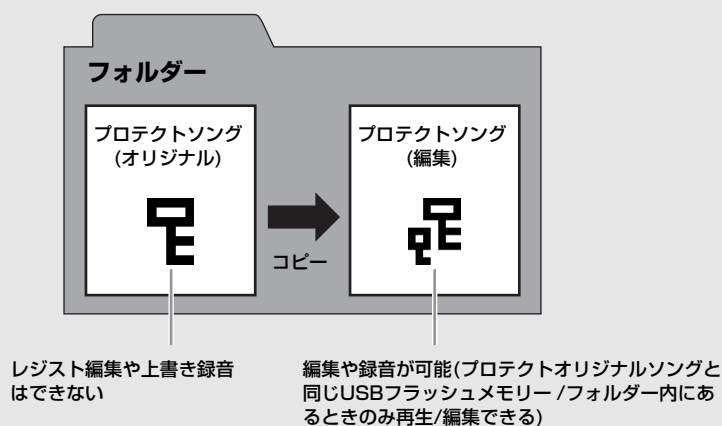 フォルダー
プロテクトソング
(オリジナル)
プロテクトソング
(編集)
コピー
レジスト編集や上書き録音
はできない
編集や録音が可能(プロテクトオリジナルソングと
同じUSBフラッシュメモリー /フォルダー内にあ
るときのみ再生/編集できる)